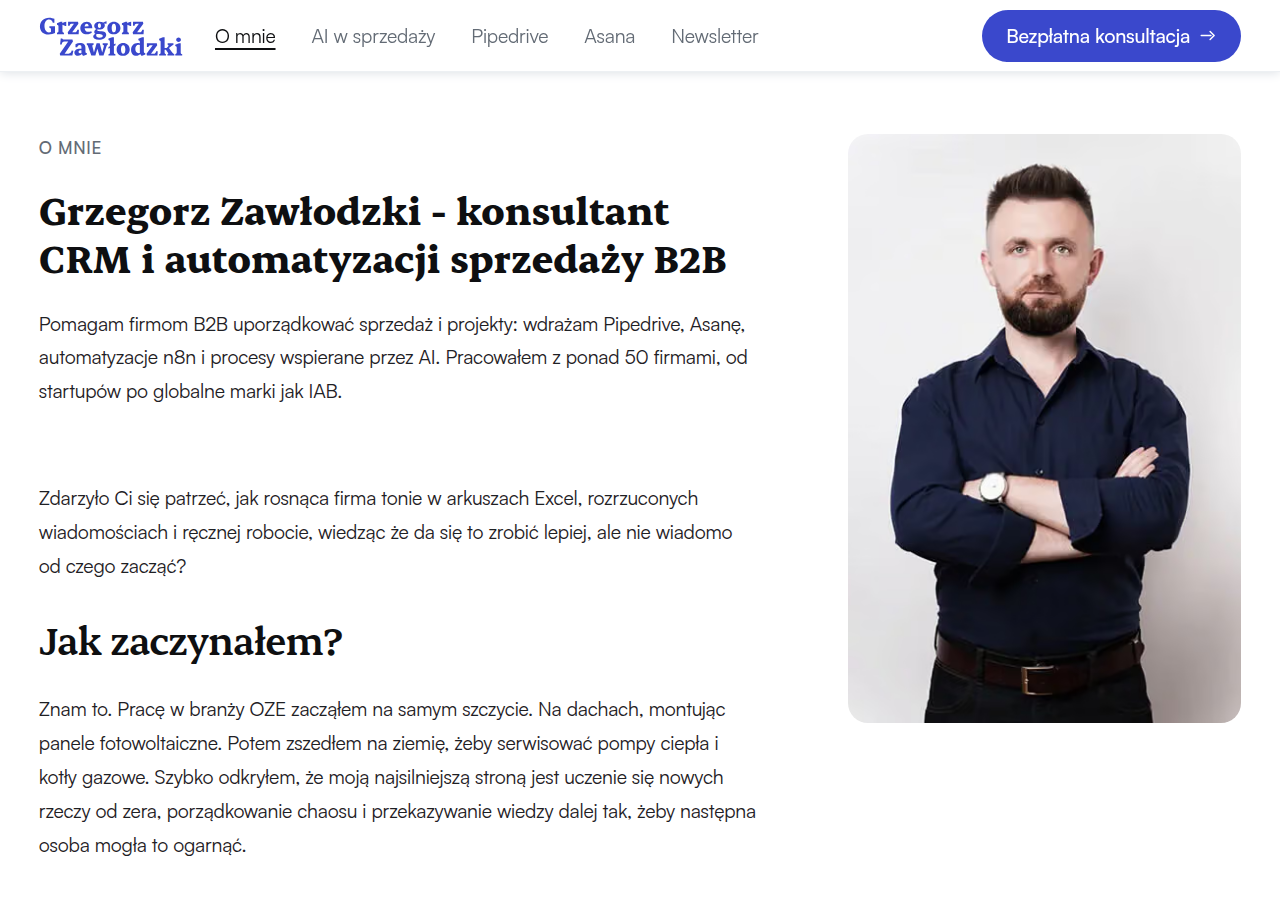 Grzegorz
Zawłodzki
O mnie
AI w sprzedaży
Pipedrive
Asana
Newsletter
Bezpłatna konsultacja →
O MNIE
Grzegorz Zawłodzki - konsultant
CRM i automatyzacji sprzedaży B2B
Pomagam firmom B2B uporządkować sprzedaż i projekty: wdrażam Pipedrive, Asanę,
automatyzacje n8n i procesy wspierane przez AI. Pracowałem z ponad 50 firmami, od
startupów po globalne marki jak IAB.
Zdarzyło Ci się patrzeć, jak rosnąca firma tonie w arkuszach Excel, rozrzuconych
wiadomościach i ręcznej robocie, wiedząc że da się to zrobić lepiej, ale nie wiadomo
od czego zacząć?
Jak zaczynałem?
Znam to. Pracę w branży OZE zacząłem na samym szczycie. Na dachach, montując
panele fotowoltaiczne. Potem zszedłem na ziemię, żeby serwisować pompy ciepła i
kotły gazowe. Szybko odkryłem, że moją najsilniejszą stroną jest uczenie się nowych
rzeczy od zera, porządkowanie chaosu i przekazywanie wiedzy dalej tak, żeby następna
osoba mogła to ogarnąć.